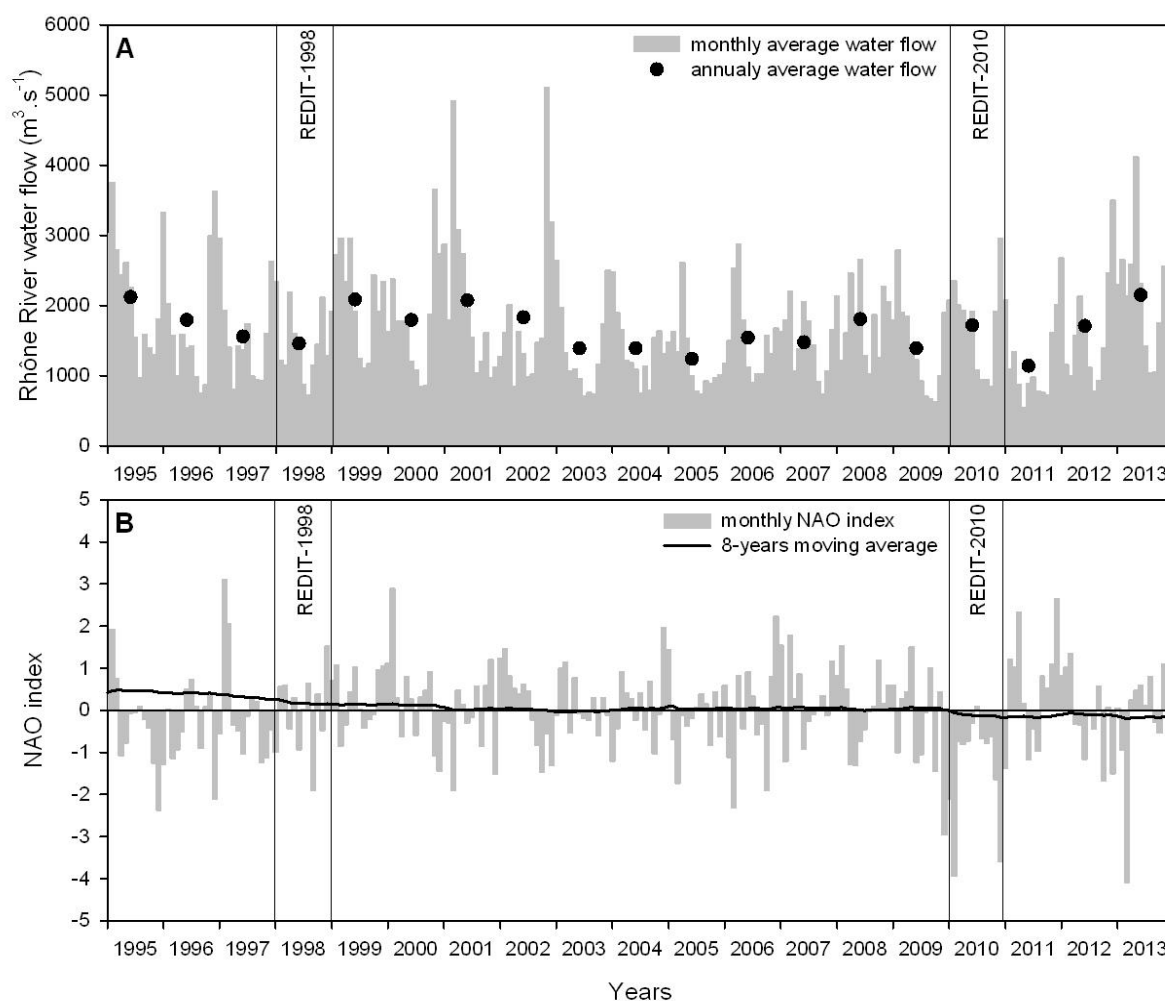 A
REDIT-1998
monthly average water flow
annualy average water flow
REDIT-2010
Rhône River water flow (m³.s⁻¹)
6000
5000
4000
3000
2000
1000
0
1995 1996 1997 1998 1999 2000 2001 2002 2003 2004 2005 2006 2007 2008 2009 2010 2011 2012 2013
B
REDIT-1998
monthly NAO index
8-years moving average
REDIT-2010
NAO index
5
4
3
2
1
0
-1
-2
-3
-4
-5
1995 1996 1997 1998 1999 2000 2001 2002 2003 2004 2005 2006 2007 2008 2009 2010 2011 2012 2013
Years